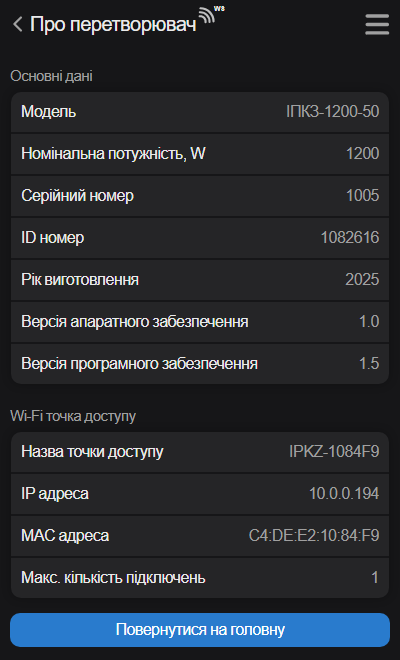 Про перетворювач
ws
Основні дані
Модель ІПКЗ-1200-50
Номінальна потужність, W 1200
Серійний номер 1005
ID номер 1082616
Рік виготовлення 2025
Версія апаратного забезпечення 1.0
Версія програмного забезпечення 1.5
Wi-Fi точка доступу
Назва точки доступу IPKZ-1084F9
IP адреса 10.0.0.194
MAC адреса C4:DE:E2:10:84:F9
Макс. кількість підключень 1
Повернутися на головну